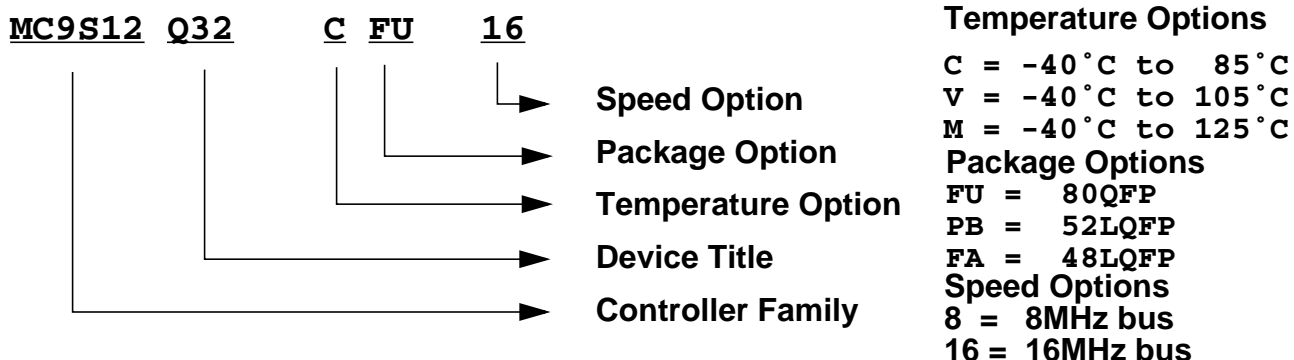 MC9S12 Q32 C FU 16
Speed Option
Package Option
Temperature Option
Device Title
Controller Family
Temperature Options
C = -40˚C to 85˚C
V = -40˚C to 105˚C
M = -40˚C to 125˚C
Package Options
FU = 80QFP
PB = 52LQFP
FA = 48LQFP
Speed Options
8 = 8MHz bus
16 = 16MHz bus